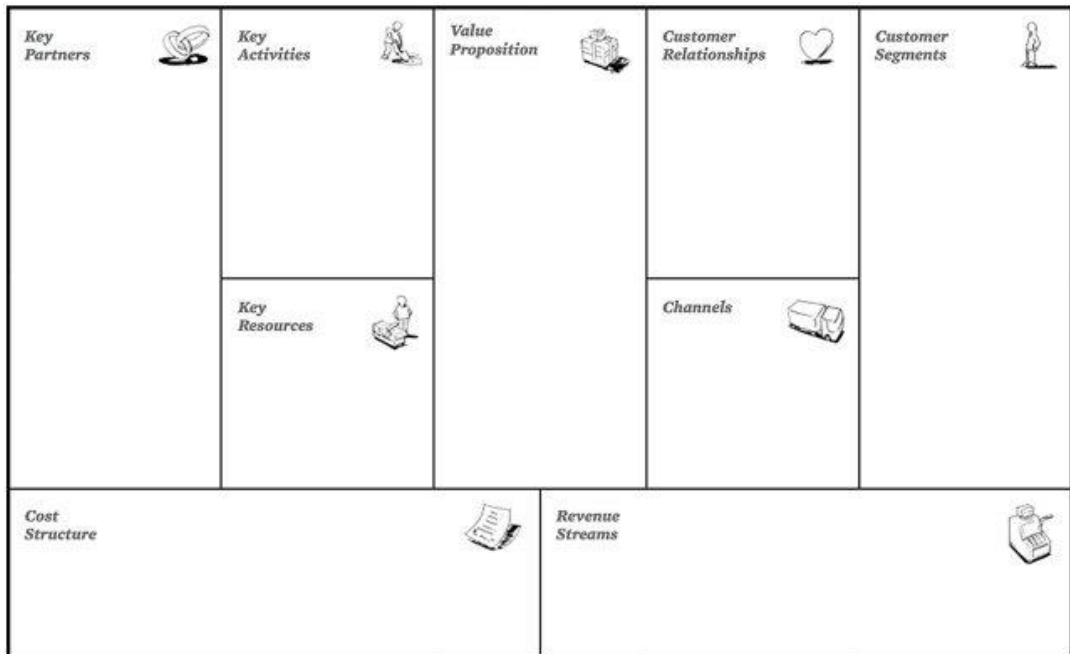 Key
Partners
Key
Activities
Value
Proposition
Customer
Relationships
Customer
Segments
Key
Resources
Channels
Cost
Structure
Revenue
Streams